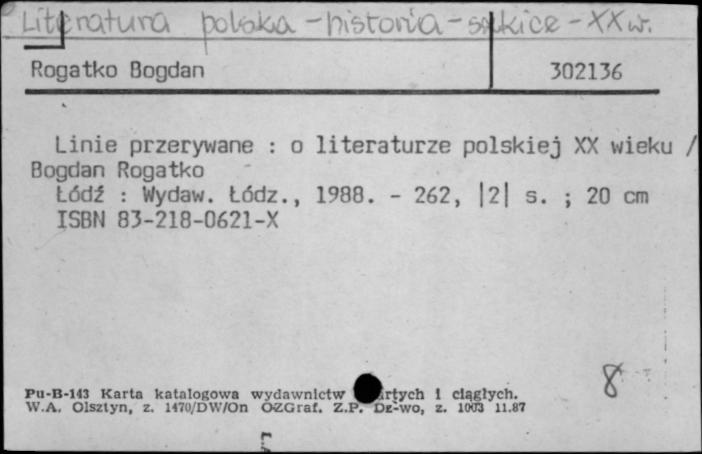 Literatura polska - historia - szkice - XX w.
Rogatko Bogdan 302136
Linie przerywane : o literaturze polskiej XX wieku /
Bogdan Rogatko
Łódź : Wydaw. Łódz., 1988. - 262, |2| s. ; 20 cm
ISBN 83-218-0621-X
8
Pu-B-143 Karta katalogowa wydawnictw i ciągłych.
W.A. Olsztyn, z. 1470/DW/On OZGraf. Z.P. Dz-wo, z. 1003 11.87